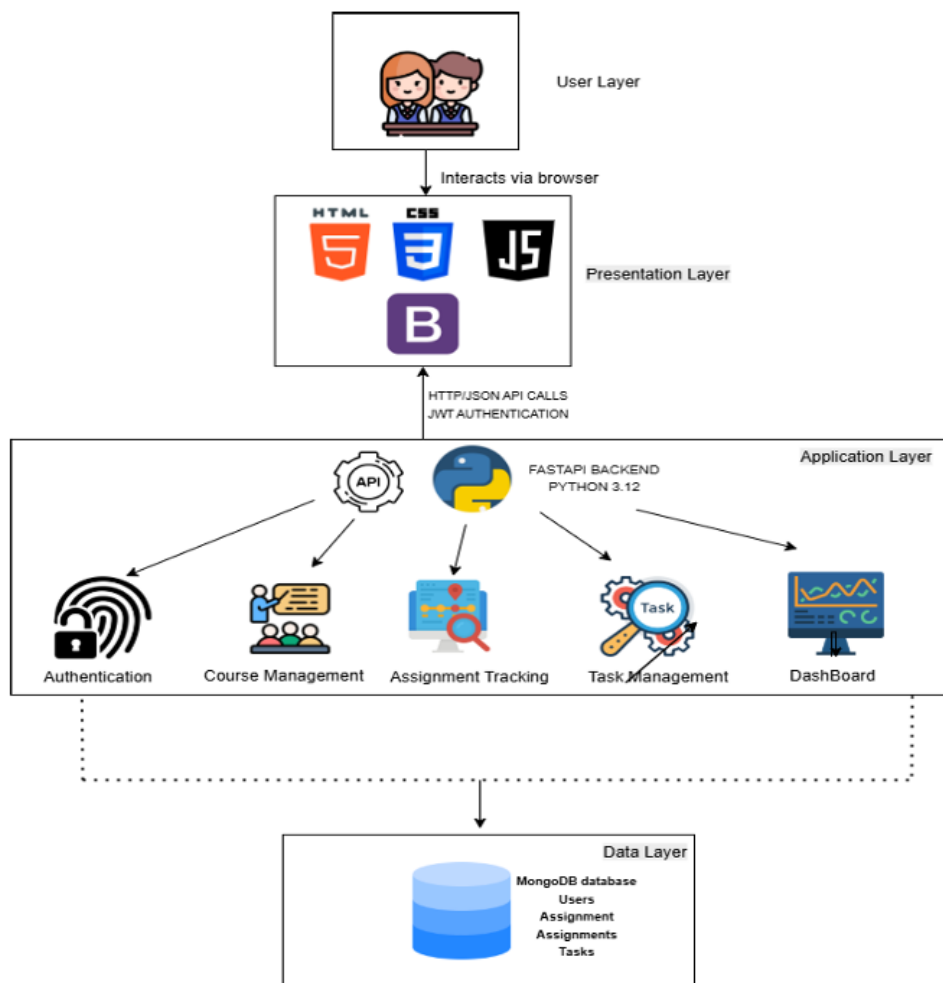 User Layer
Interacts via browser
HTML
CSS
5
3
JS
Presentation Layer
B
HTTP/JSON API CALLS
JWT AUTHENTICATION
Application Layer
API
FASTAPI BACKEND
PYTHON 3.12
Task
Authentication
Course Management
Assignment Tracking
Task Management
DashBoard
Data Layer
MongoDB database
Users
Assignment
Assignments
Tasks